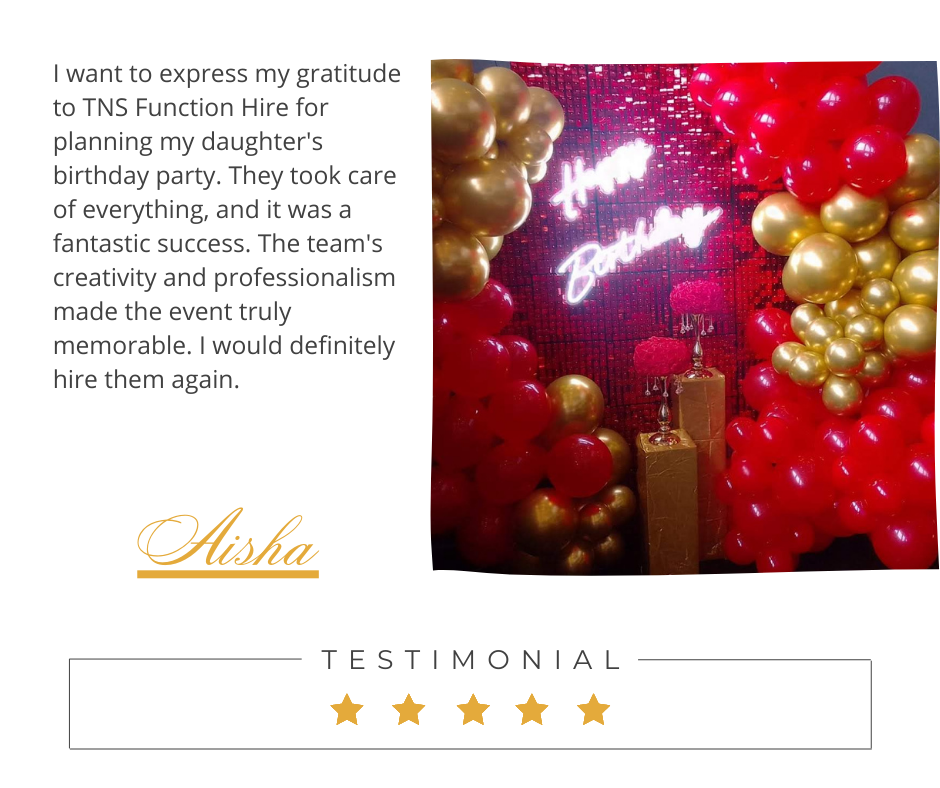 I want to express my gratitude
to TNS Function Hire for
planning my daughter's
birthday party. They took care
of everything, and it was a
fantastic success. The team's
creativity and professionalism
made the event truly
memorable. I would definitely
hire them again.
Happy
Birthday
Aisha
TESTIMONIAL